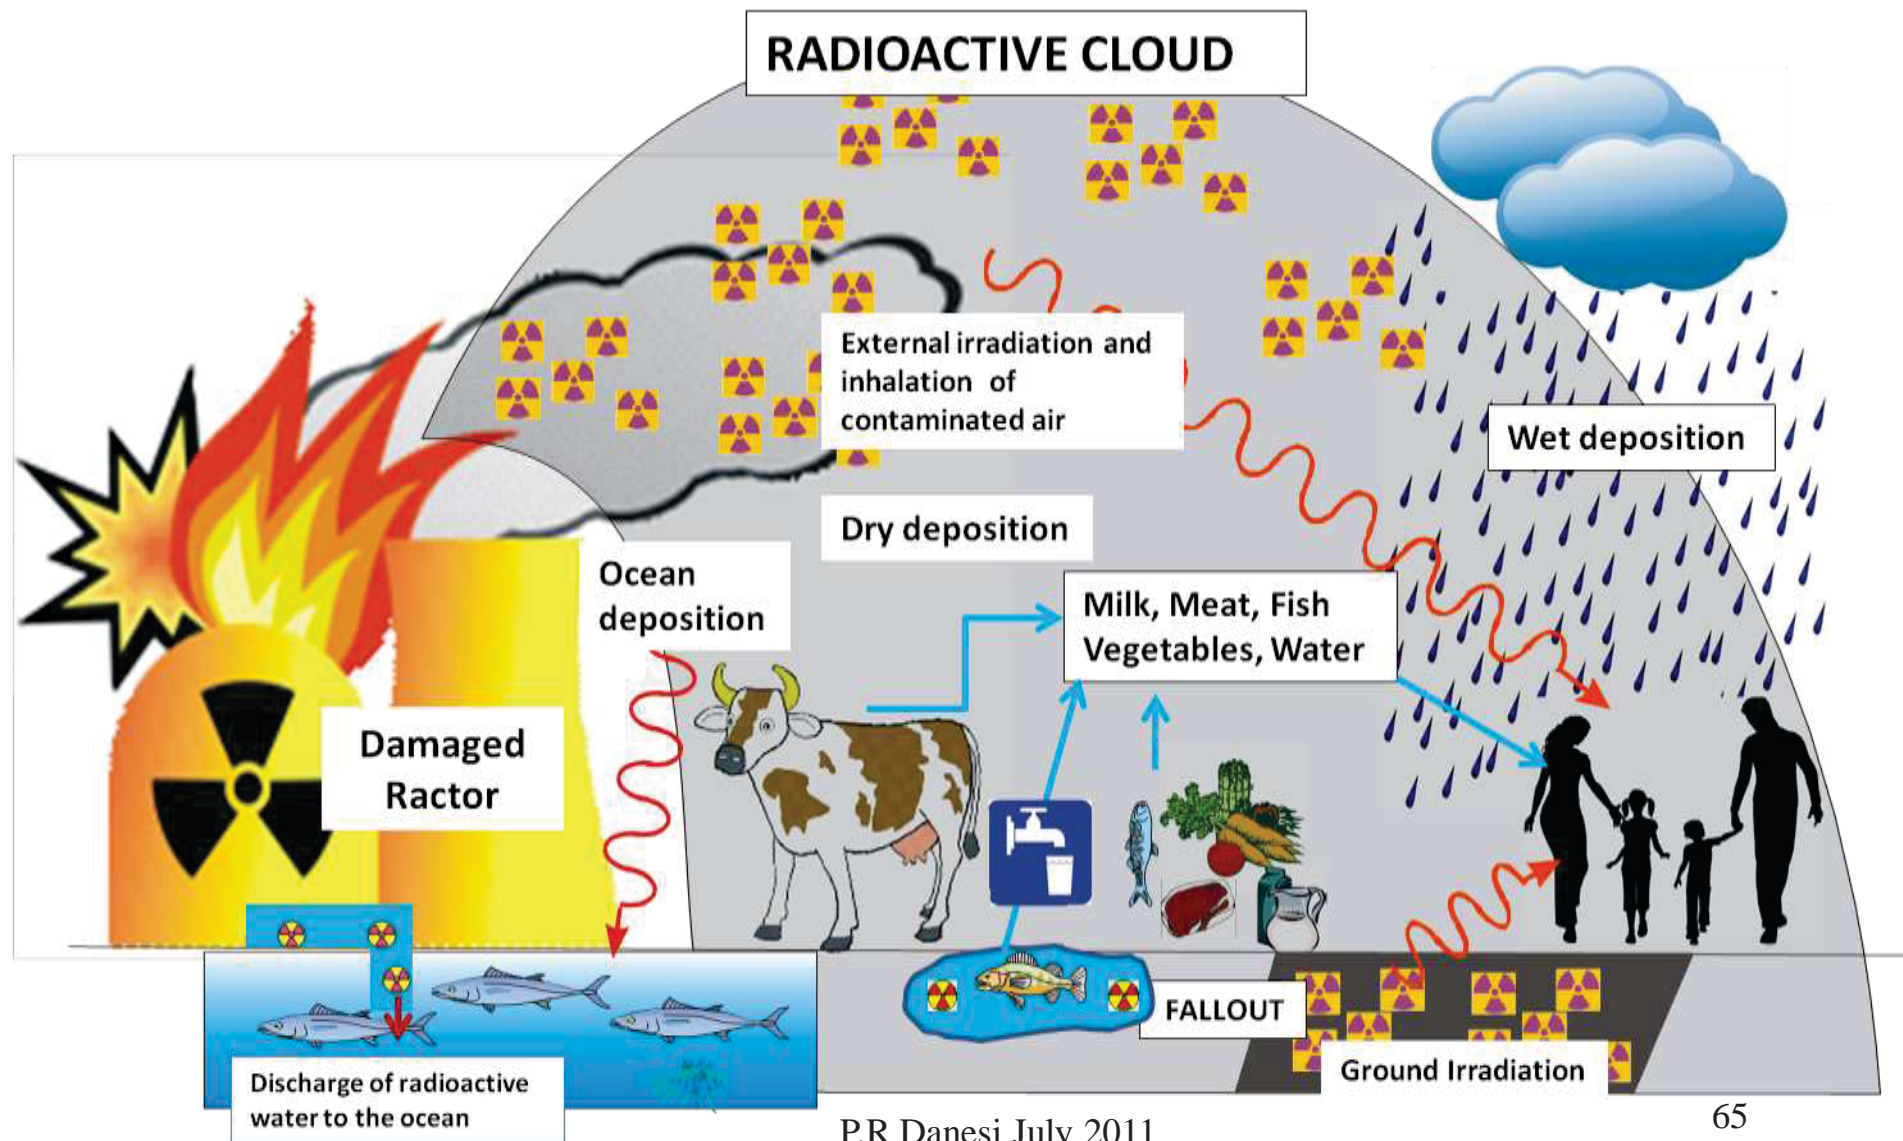 RADIOACTIVE CLOUD
External irradiation and
inhalation of
contaminated air
Wet deposition
Dry deposition
Ocean
deposition
Milk, Meat, Fish
Vegetables, Water
Damaged
Ractor
FALLOUT
Ground Irradiation
Discharge of radioactive
water to the ocean
P.R Danesi July 2011
65